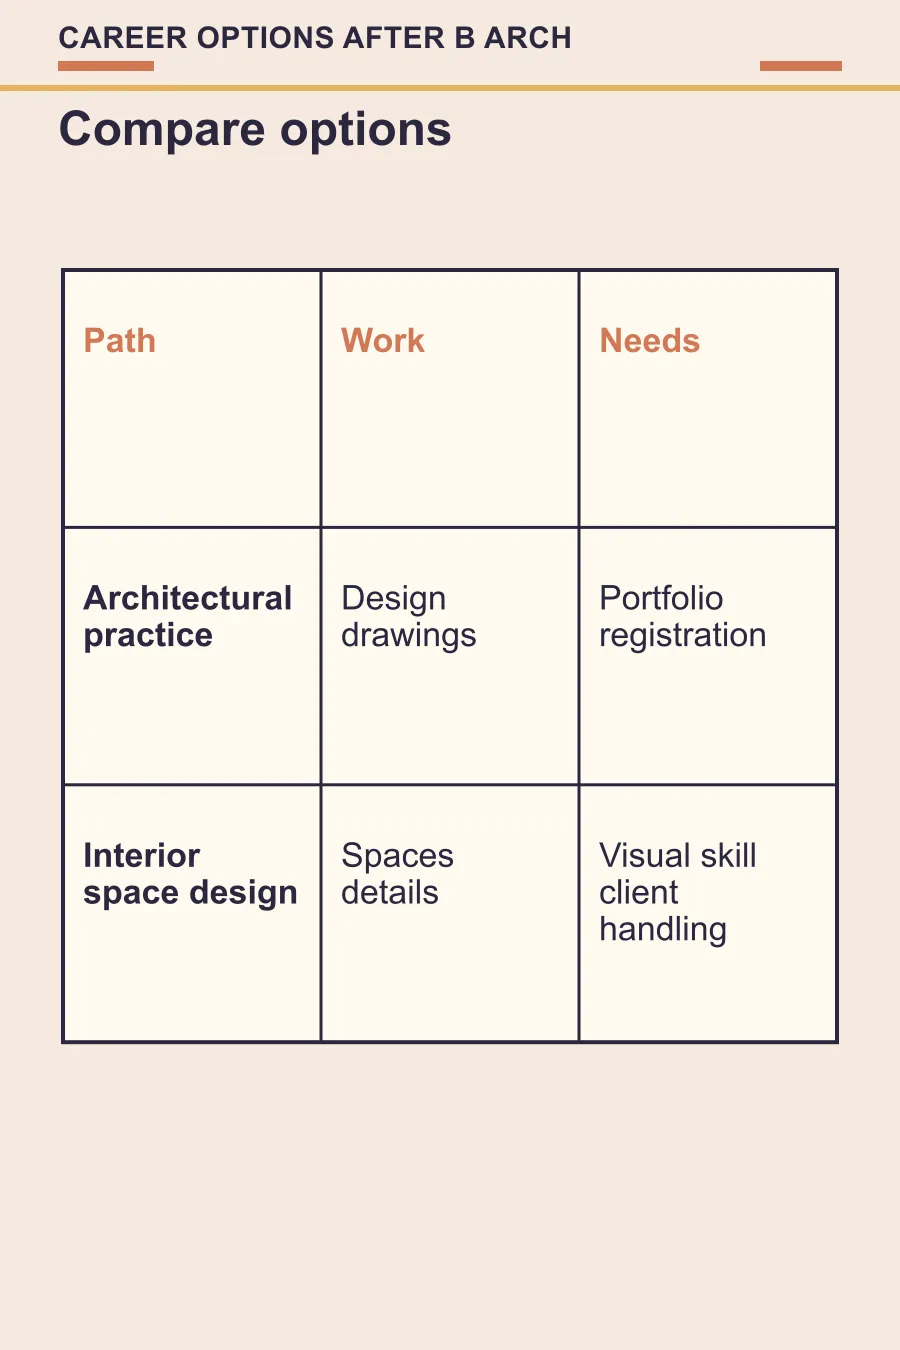 CAREER OPTIONS AFTER B ARCH
Compare options
Path
Work
Needs
Architectural
practice
Design
drawings
Portfolio
registration
Interior
space design
Spaces
details
Visual skill
client
handling